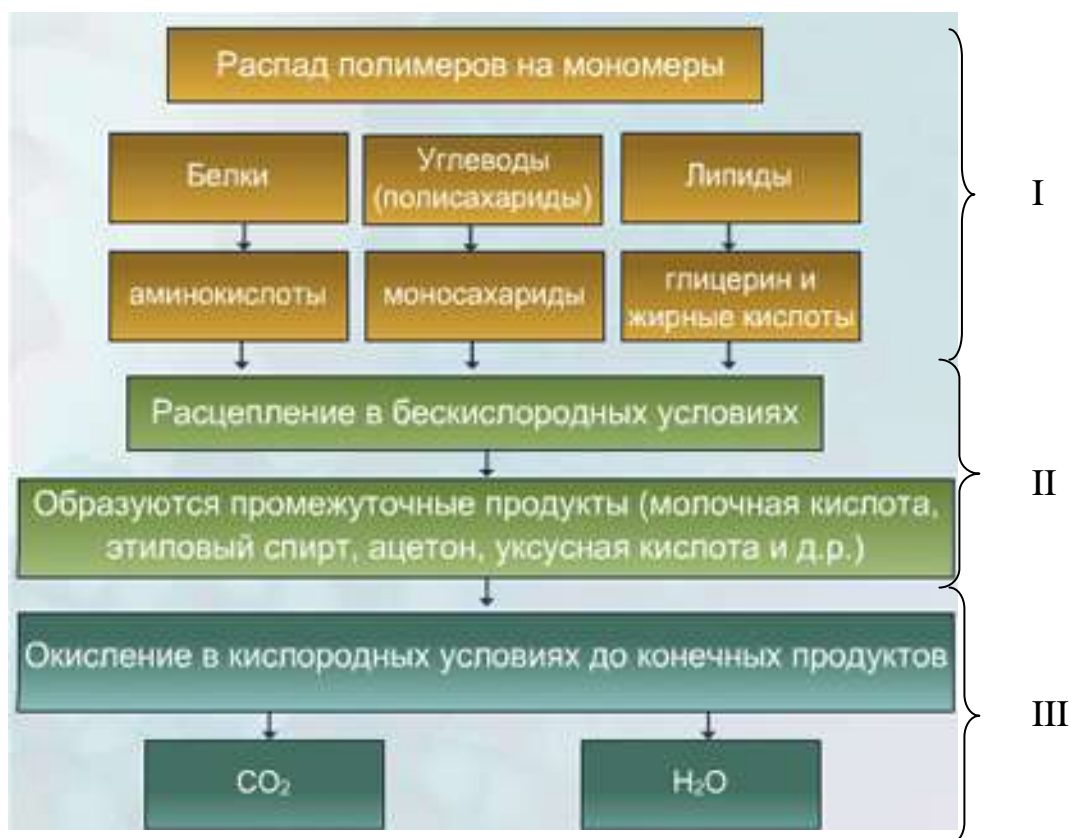 Распад полимеров на мономеры
Белки
Углеводы
(полисахариды)
Липиды
I
аминокислоты
моносахариды
глицерин и
жирные кислоты
Расцепление в бескислородных условиях
Образуются промежуточные продукты (молочная кислота,
этиловый спирт, ацетон, уксусная кислота и д.р.)
II
Окисление в кислородных условиях до конечных продуктов
III
CO₂
H₂O